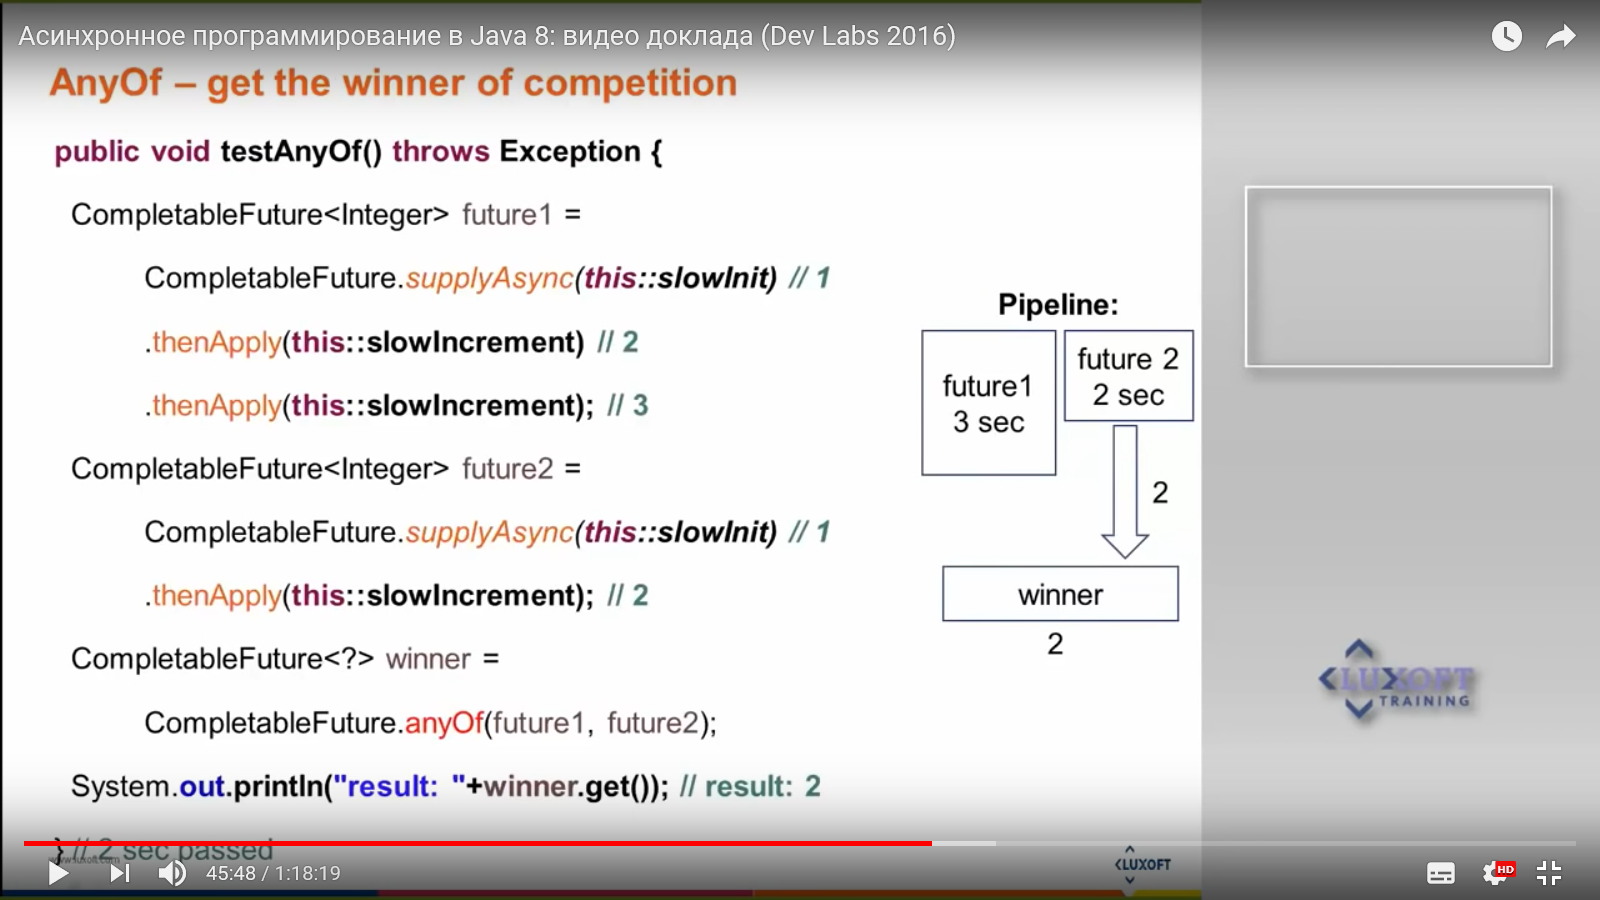 Асинхронное программирование в Java 8: видео доклада (Dev Labs 2016)
AnyOf – get the winner of competition
public void testAnyOf() throws Exception {
CompletableFuture<Integer> future1 =
CompletableFuture.supplyAsync(this::slowInit) // 1
.thenApply(this::slowIncrement) // 2
.thenApply(this::slowIncrement); // 3
CompletableFuture<Integer> future2 =
CompletableFuture.supplyAsync(this::slowInit) // 1
.thenApply(this::slowIncrement); // 2
CompletableFuture<?> winner =
CompletableFuture.anyOf(future1, future2);
System.out.println("result: "+winner.get()); // result: 2
} // 2 sec passed
Pipeline:
future1
3 sec
future 2
2 sec
2
winner
2
LUXOFT
TRAINING
www.luxoft.com
45:48 / 1:18:19
LUXOFT
HD